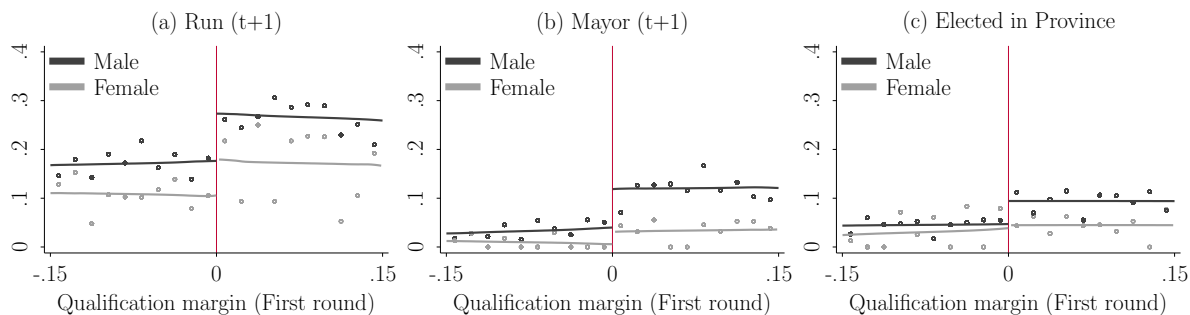 (a) Run (t+1)
.4
.3
.2
.1
0
Male
Female
-.15
0
.15
Qualification margin (First round)
(b) Mayor (t+1)
.4
.3
.2
.1
0
Male
Female
-.15
0
.15
Qualification margin (First round)
(c) Elected in Province
.4
.3
.2
.1
0
Male
Female
-.15
0
.15
Qualification margin (First round)